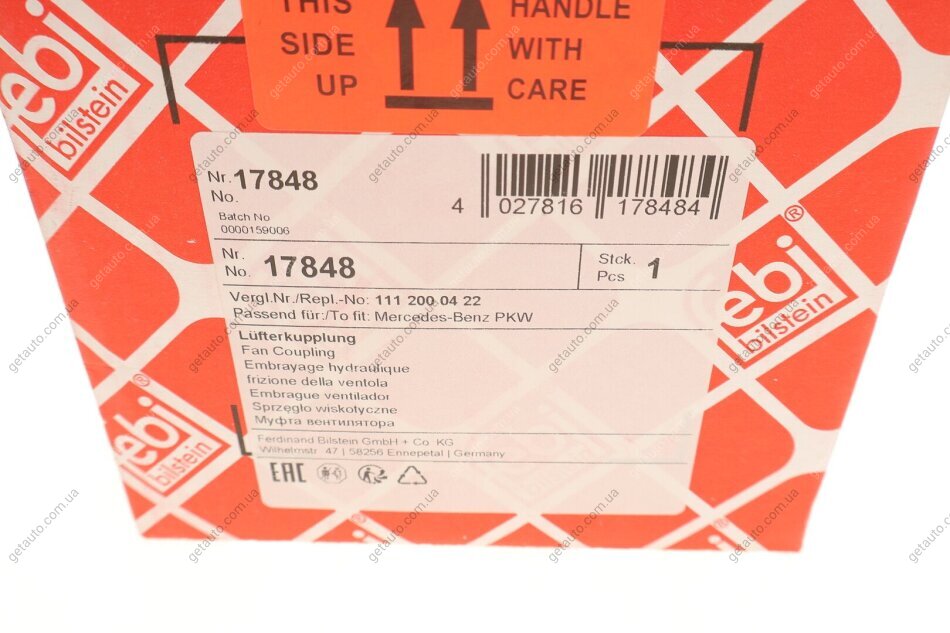 THIS
SIDE
UP
HANDLE
WITH
CARE
febi
bilstein
Nr. 17848
No.
4 027816 178484
Batch No
0000159006
Nr.
No. 17848
Stck.
Pcs 1
Vergl.Nr./Repl.-No: 111 200 04 22
Passend für:/To fit: Mercedes-Benz PKW
Lüfterkupplung
Fan Coupling
Embrayage hydraulique
frizione della ventola
Embrague ventilador
Sprzęgło wiskotyczne
Муфта вентилятора
Ferdinand Bilstein GmbH + Co. KG
Wilhelmstr. 47 | 58256 Ennepetal | Germany
EAC
febi®
bilstein
febi®
bilstein
getauto.com.ua